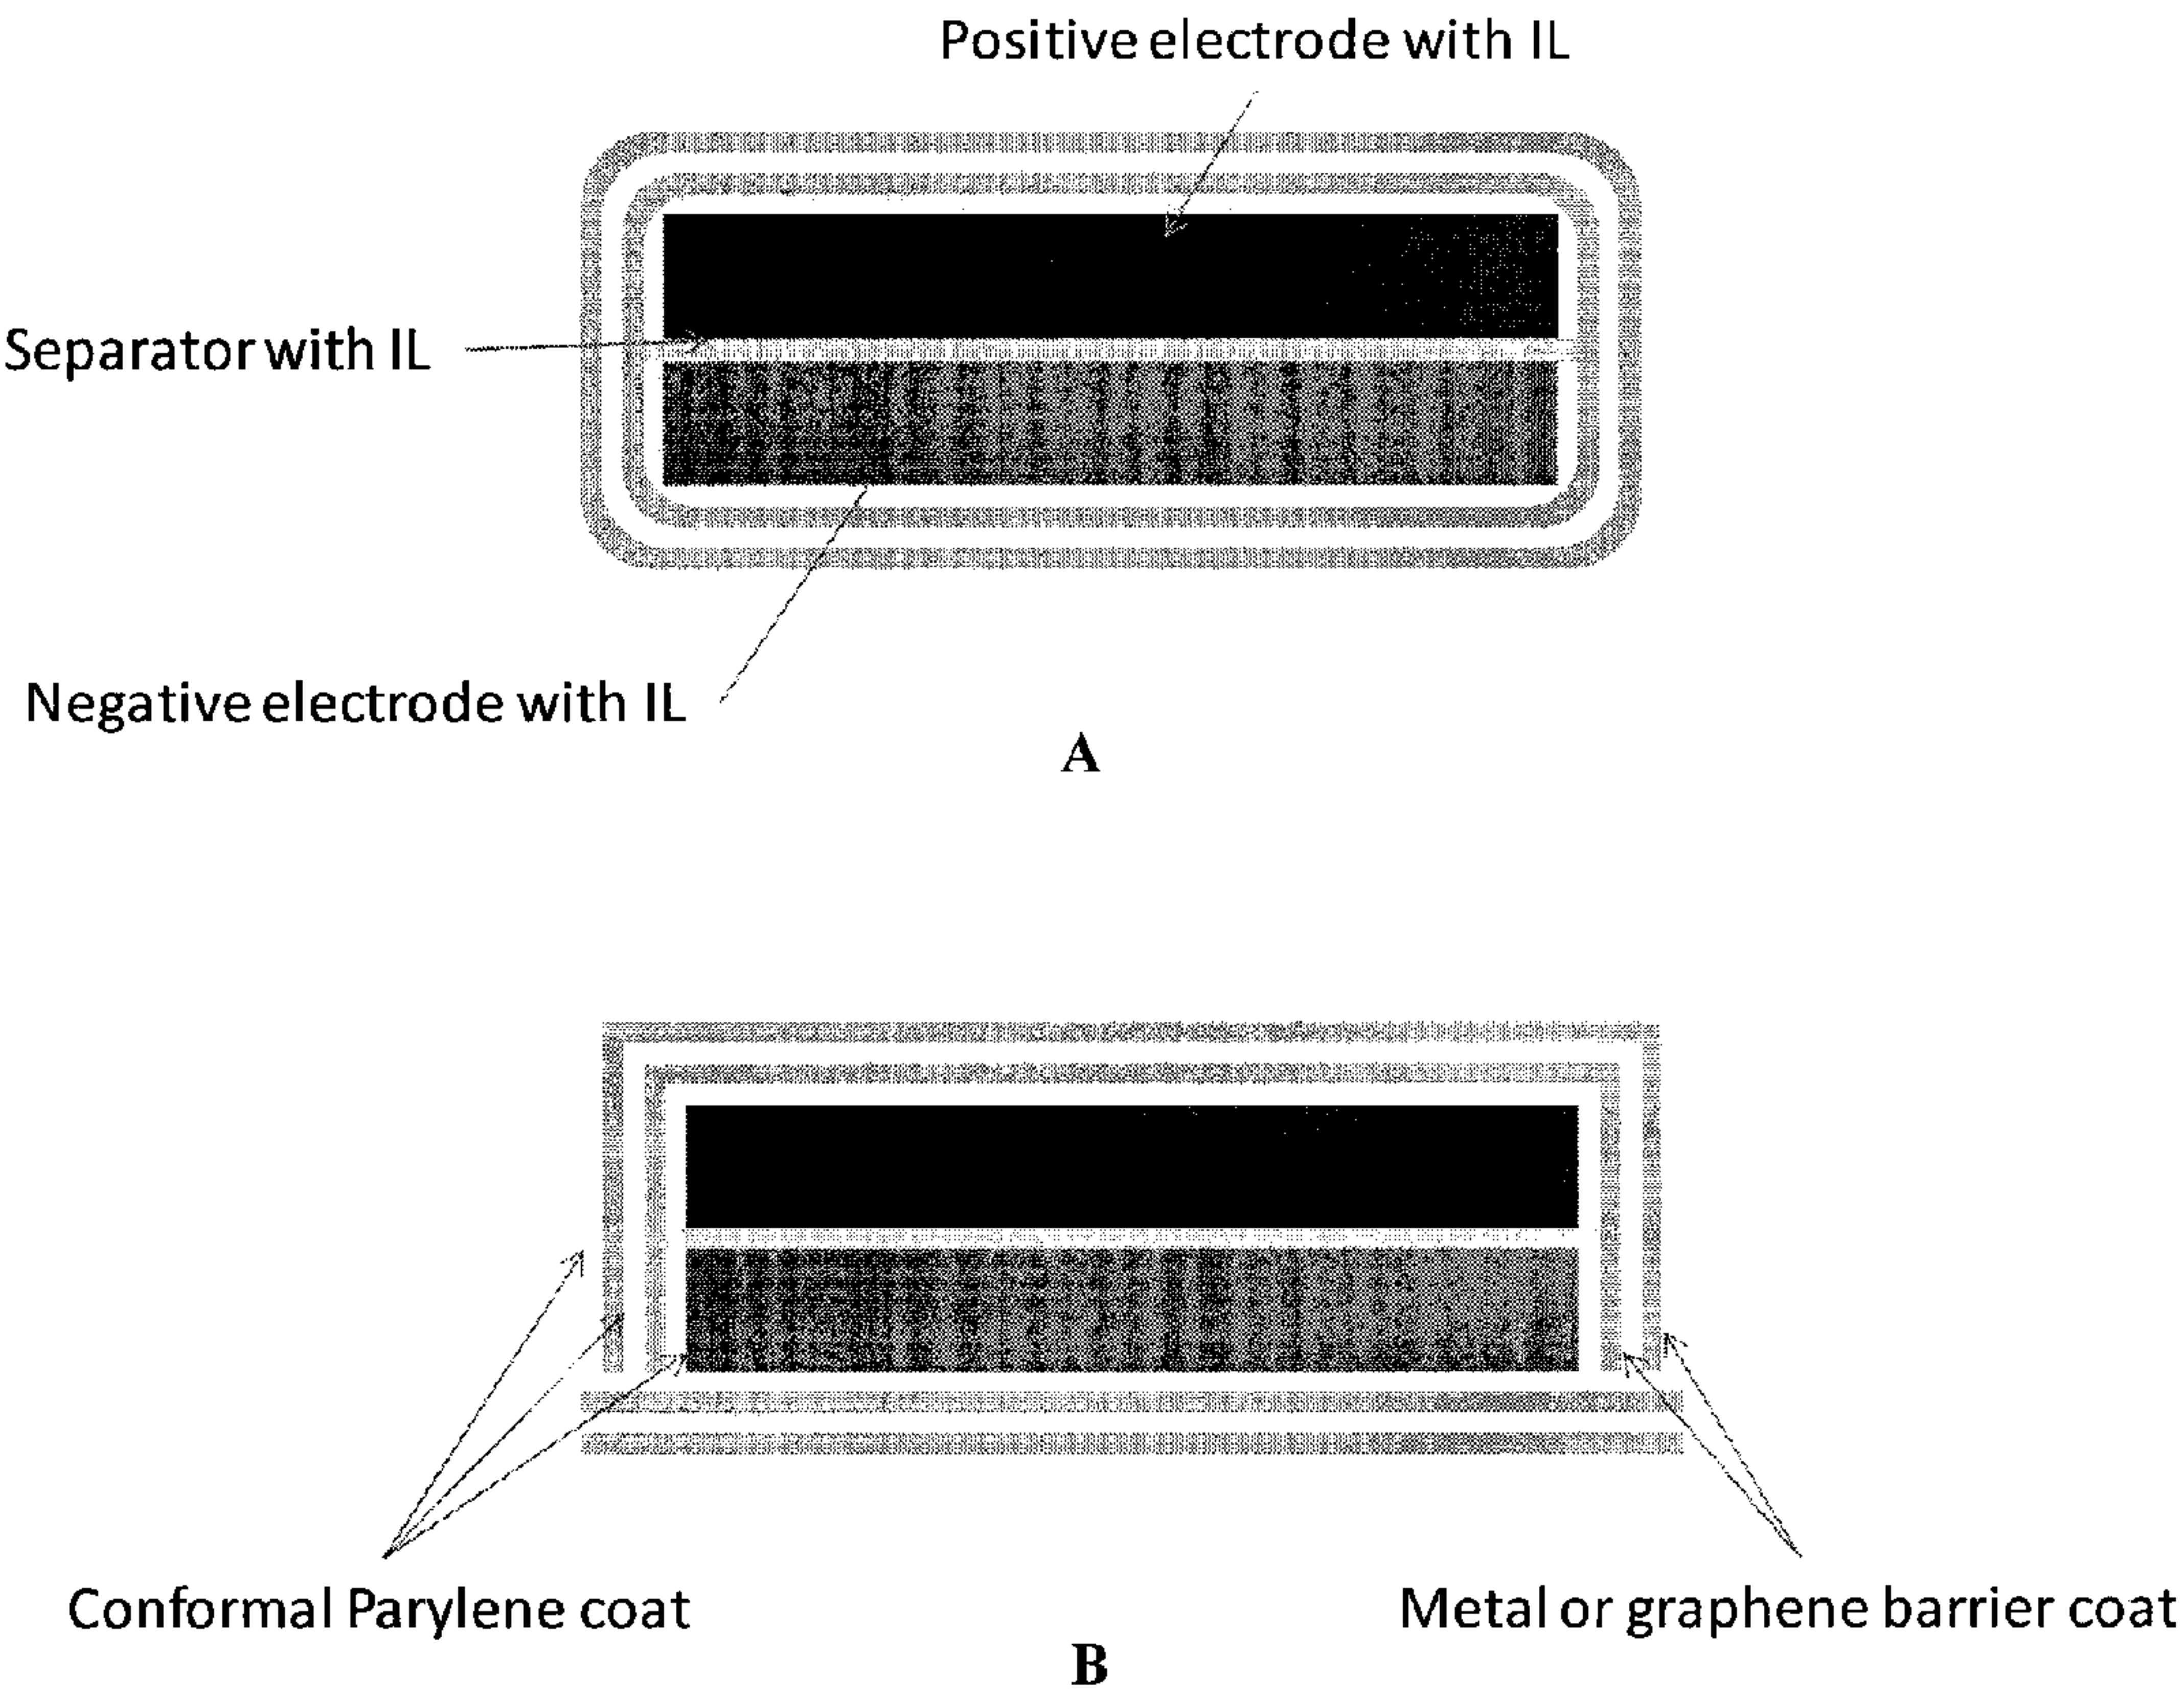 Positive electrode with IL
Separator with IL
Negative electrode with IL
A
Conformal Parylene coat
Metal or graphene barrier coat
B